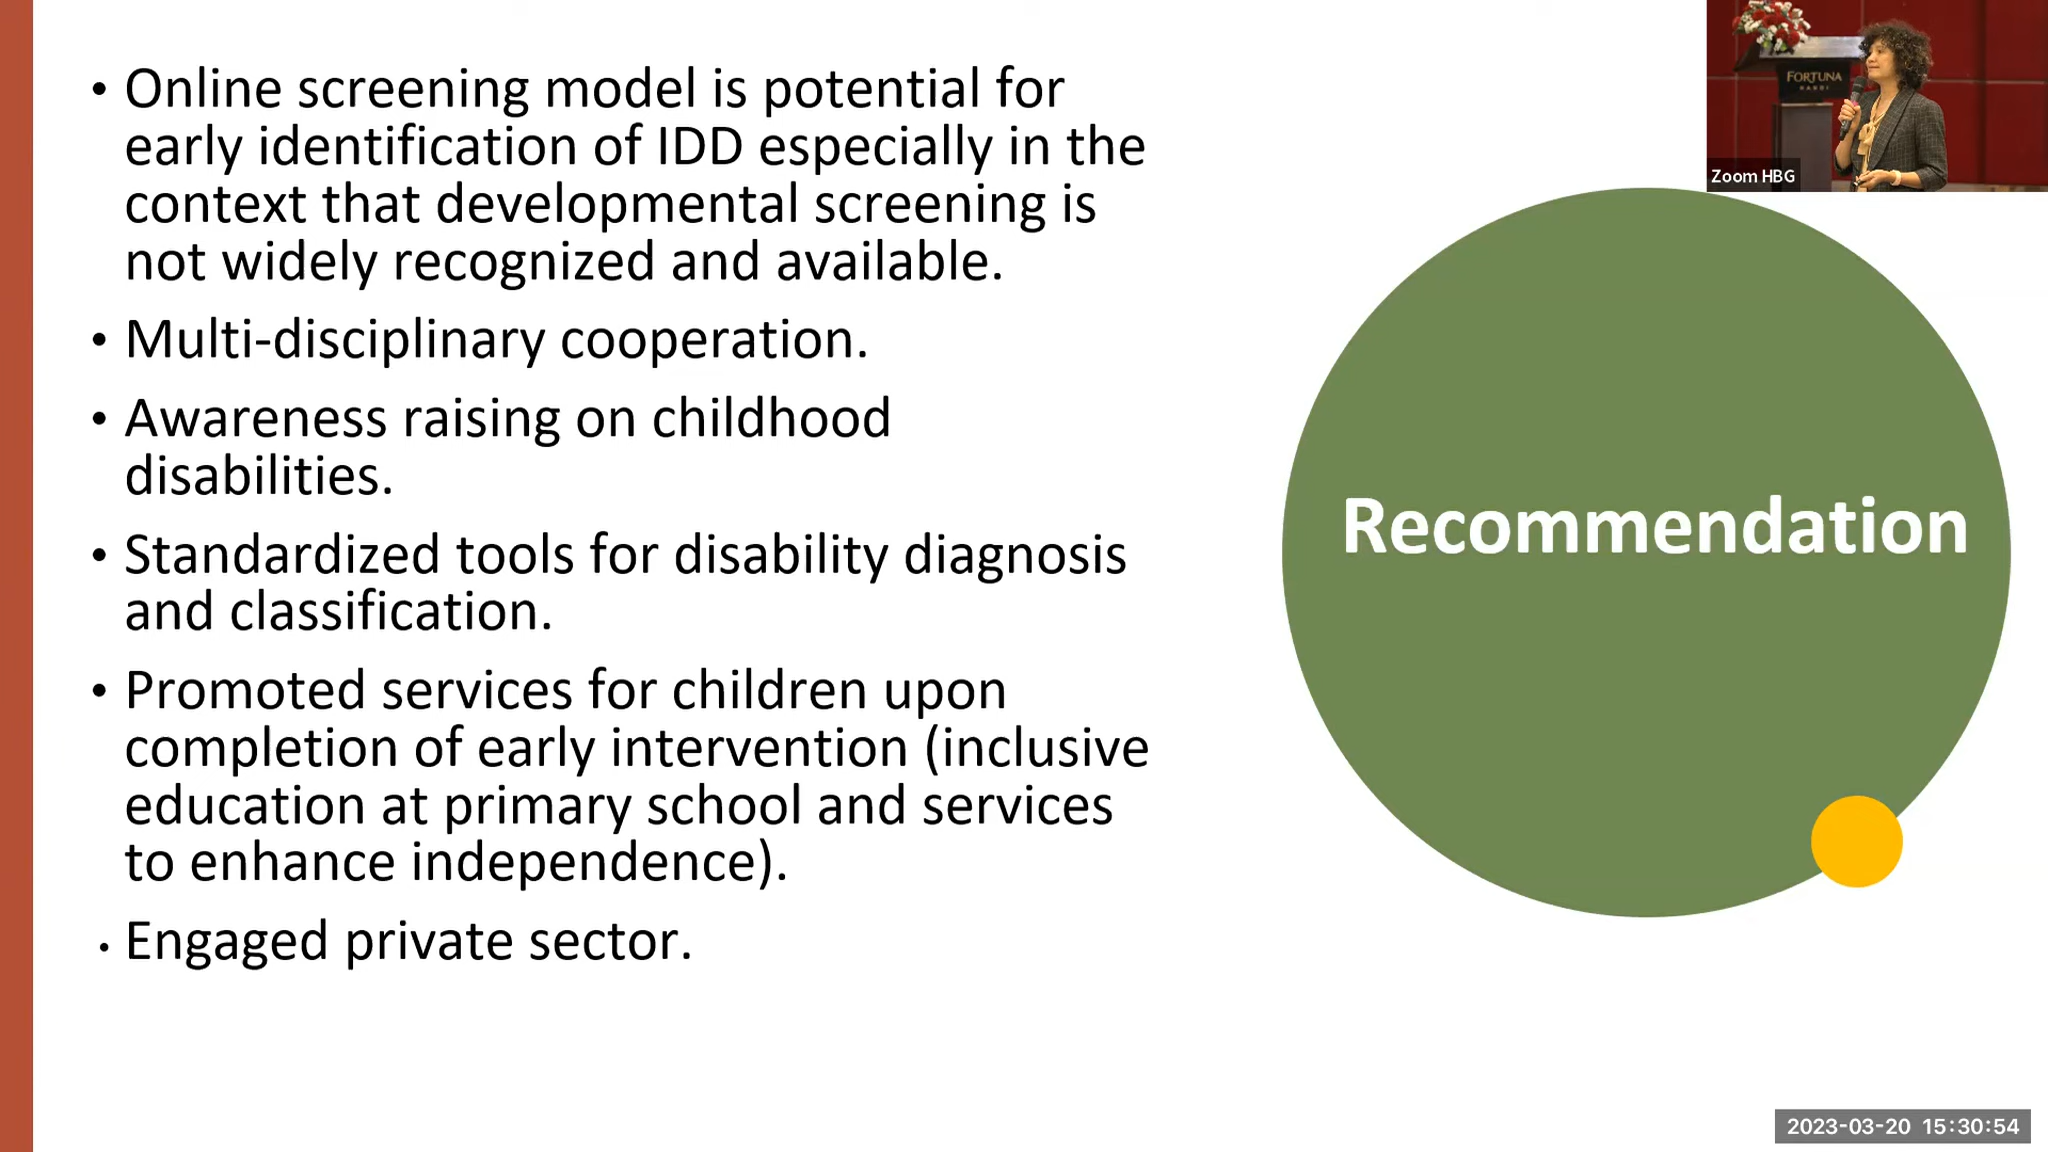 • Online screening model is potential for
early identification of IDD especially in the
context that developmental screening is
not widely recognized and available.
• Multi-disciplinary cooperation.
• Awareness raising on childhood
disabilities.
• Standardized tools for disability diagnosis
and classification.
• Promoted services for children upon
completion of early intervention (inclusive
education at primary school and services
to enhance independence).
• Engaged private sector.
FORTUNA
HANOI
Zoom HBG
Recommendation
2023-03-20 15:30:54